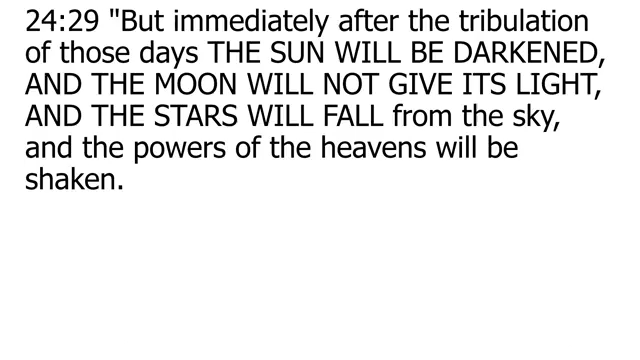 24:29 "But immediately after the tribulation
of those days THE SUN WILL BE DARKENED,
AND THE MOON WILL NOT GIVE ITS LIGHT,
AND THE STARS WILL FALL from the sky,
and the powers of the heavens will be
shaken.